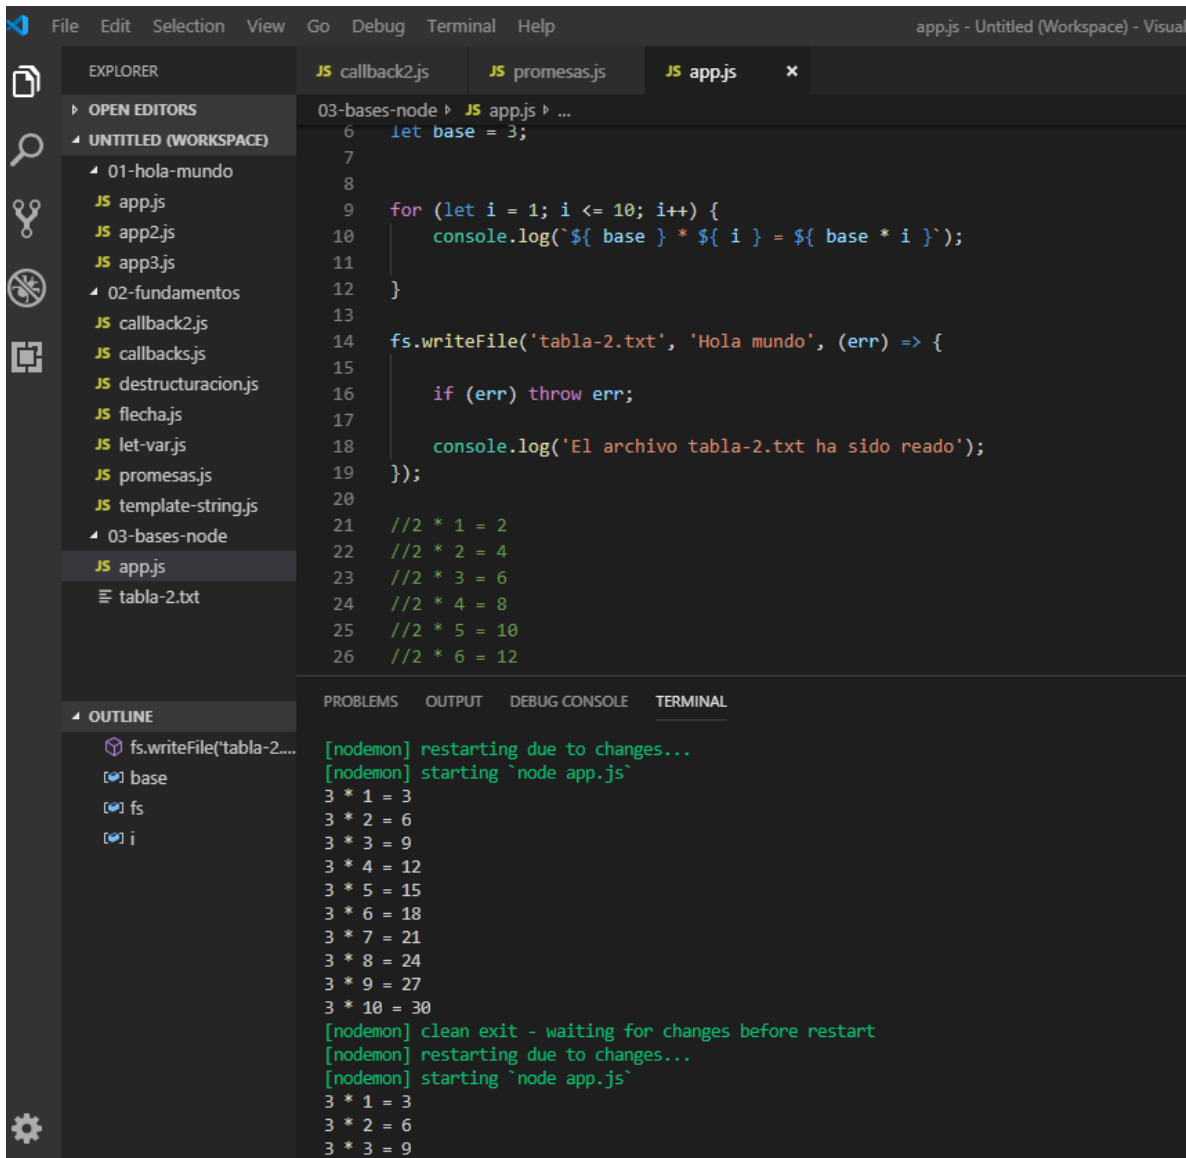 File Edit Selection View Go Debug Terminal Help app.js - Untitled (Workspace) - Visual
EXPLORER
OPEN EDITORS
UNTITLED (WORKSPACE)
01-hola-mundo
JS app.js
JS app2.js
JS app3.js
02-fundamentos
JS callback2.js
JS callbacks.js
JS destructuracion.js
JS flecha.js
JS let-var.js
JS promesas.js
JS template-string.js
03-bases-node
JS app.js
tabla-2.txt
OUTLINE
fs.writeFile('tabla-2....
base
fs
i
JS callback2.js JS promesas.js JS app.js ×
03-bases-node JS app.js ...
6 let base = 3;
7
8
9 for (let i = 1; i <= 10; i++) {
10 console.log(`${ base } * ${ i } = ${ base * i }`);
11
12 }
13
14 fs.writeFile('tabla-2.txt', 'Hola mundo', (err) => {
15
16 if (err) throw err;
17
18 console.log('El archivo tabla-2.txt ha sido reado');
19 });
20
21 //2 * 1 = 2
22 //2 * 2 = 4
23 //2 * 3 = 6
24 //2 * 4 = 8
25 //2 * 5 = 10
26 //2 * 6 = 12
PROBLEMS OUTPUT DEBUG CONSOLE TERMINAL
[nodemon] restarting due to changes...
[nodemon] starting `node app.js`
3 * 1 = 3
3 * 2 = 6
3 * 3 = 9
3 * 4 = 12
3 * 5 = 15
3 * 6 = 18
3 * 7 = 21
3 * 8 = 24
3 * 9 = 27
3 * 10 = 30
[nodemon] clean exit - waiting for changes before restart
[nodemon] restarting due to changes...
[nodemon] starting `node app.js`
3 * 1 = 3
3 * 2 = 6
3 * 3 = 9